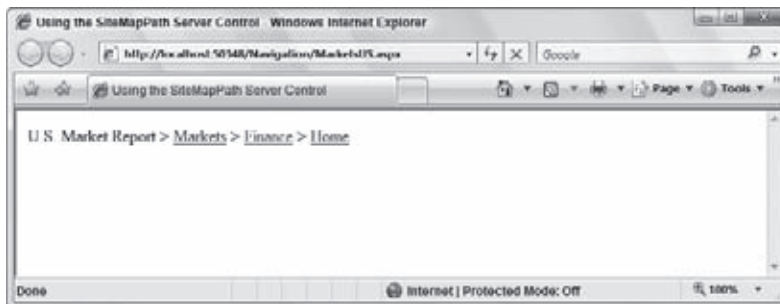 Using the SiteMapPath Server Control - Windows Internet Explorer
http://localhost:50348/Navigation/MarketsUS.aspx
Google
Using the SiteMapPath Server Control
Page
Tools
U.S. Market Report > Markets > Finance > Home
Done
Internet | Protected Mode: Off
100%